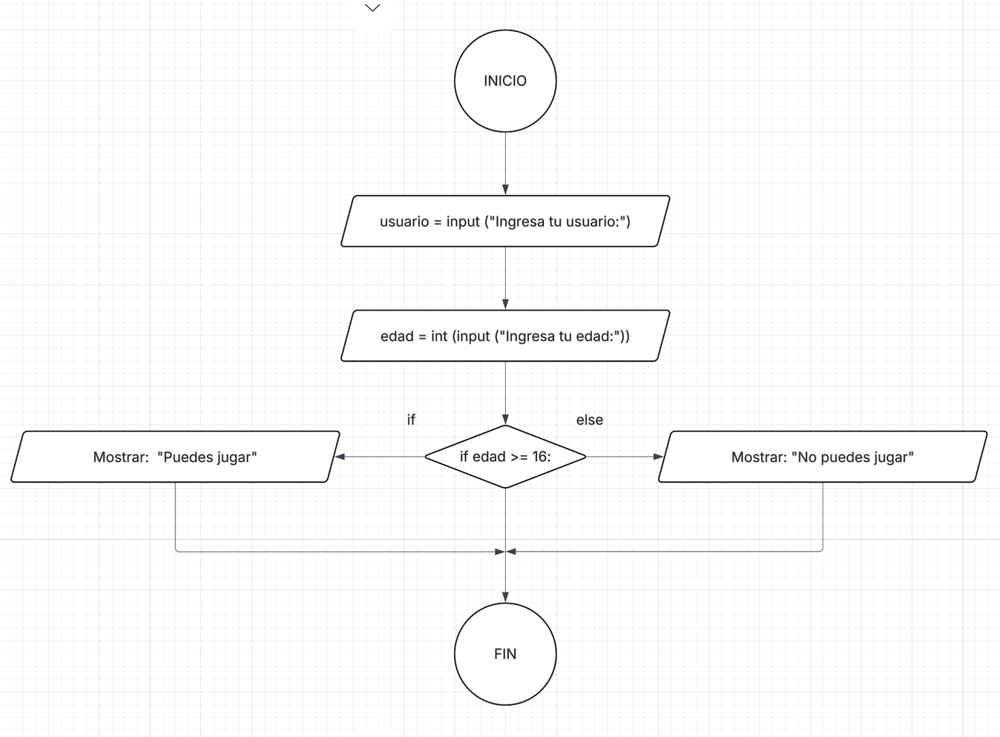 INICIO
usuario = input ("Ingresa tu usuario:")
edad = int (input ("Ingresa tu edad:"))
if
else
Mostrar:  "Puedes jugar"
if edad >= 16:
Mostrar: "No puedes jugar"
FIN